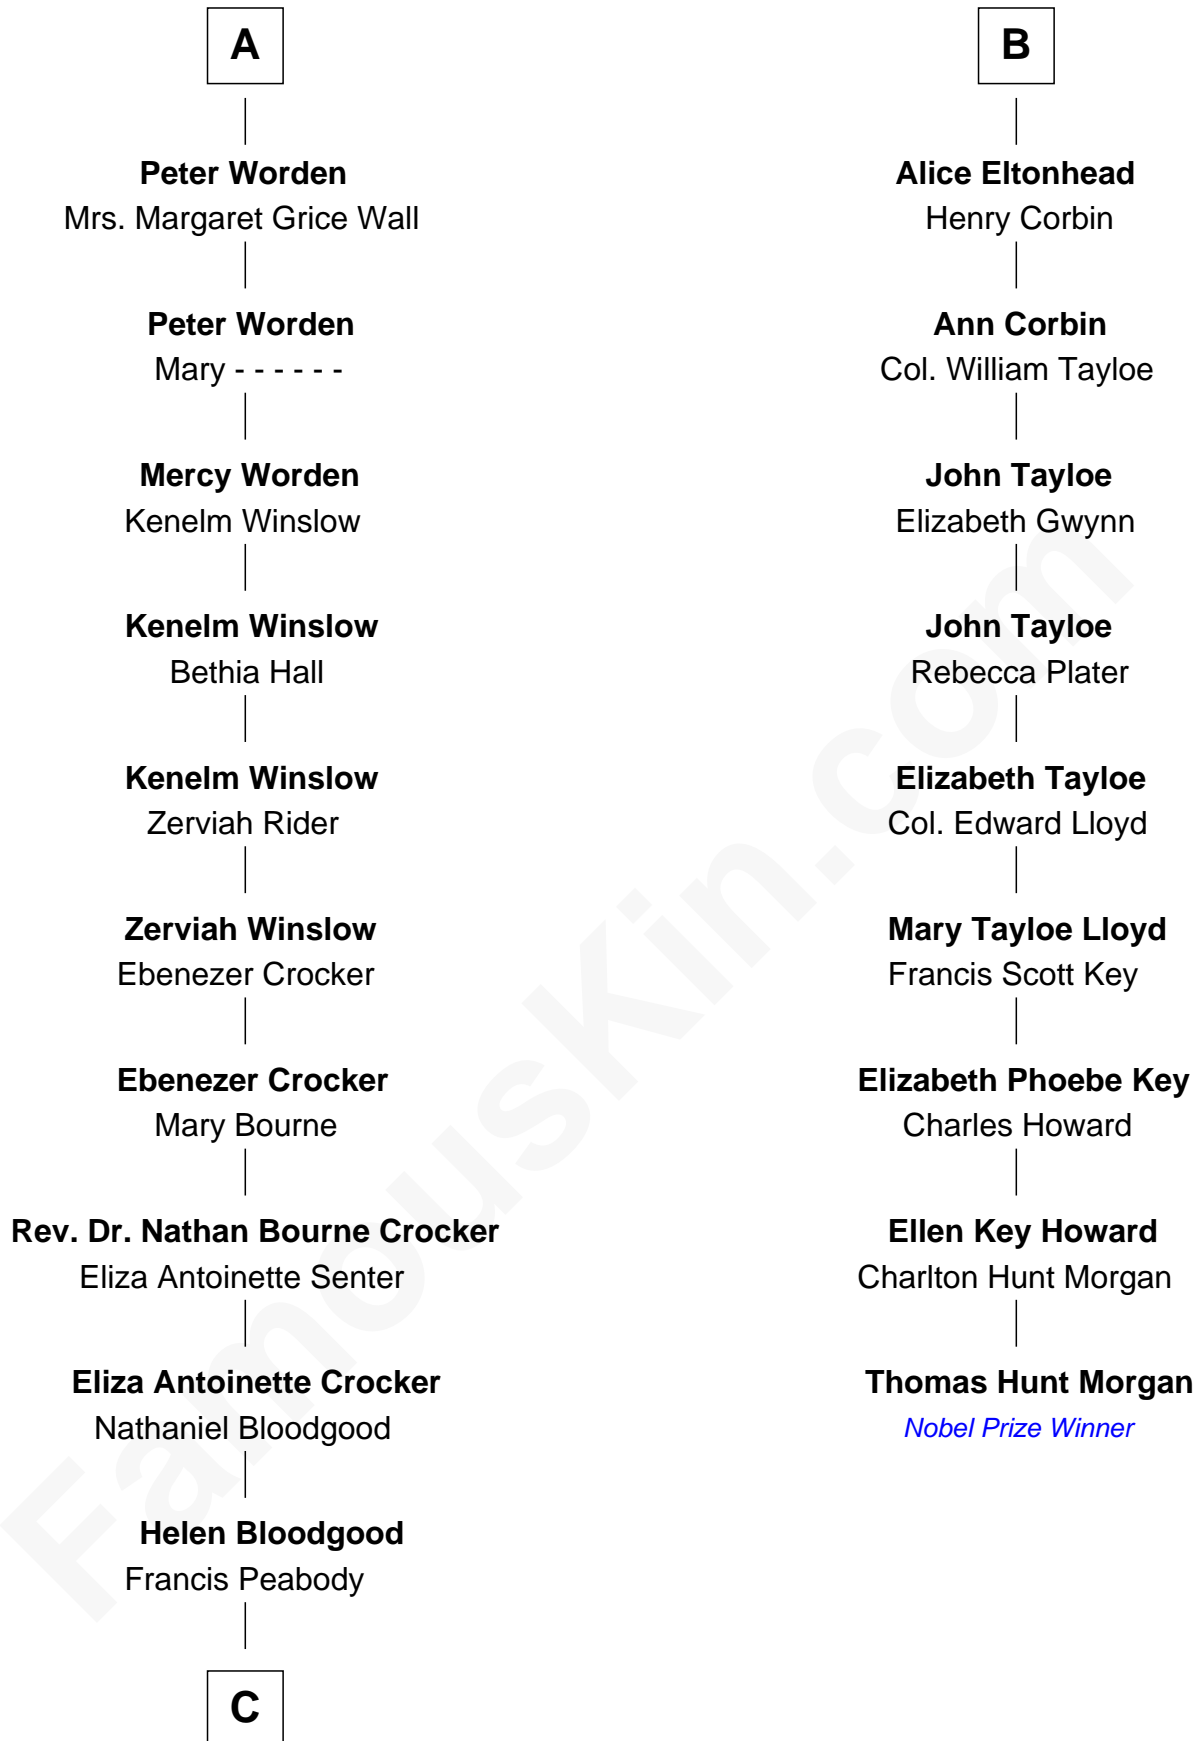 A
Peter Worden
Mrs. Margaret Grice Wall
Peter Worden
Mary - - - - - -
Mercy Worden
Kenelm Winslow
Kenelm Winslow
Bethia Hall
Kenelm Winslow
Zerviah Rider
Zerviah Winslow
Ebenezer Crocker
Ebenezer Crocker
Mary Bourne
Rev. Dr. Nathan Bourne Crocker
Eliza Antoinette Senter
Eliza Antoinette Crocker
Nathaniel Bloodgood
Helen Bloodgood
Francis Peabody
C
B
Alice Eltonhead
Henry Corbin
Ann Corbin
Col. William Tayloe
John Tayloe
Elizabeth Gwynn
John Tayloe
Rebecca Plater
Elizabeth Tayloe
Col. Edward Lloyd
Mary Tayloe Lloyd
Francis Scott Key
Elizabeth Phoebe Key
Charles Howard
Ellen Key Howard
Charlton Hunt Morgan
Thomas Hunt Morgan
Nobel Prize Winner
FamousKin.com